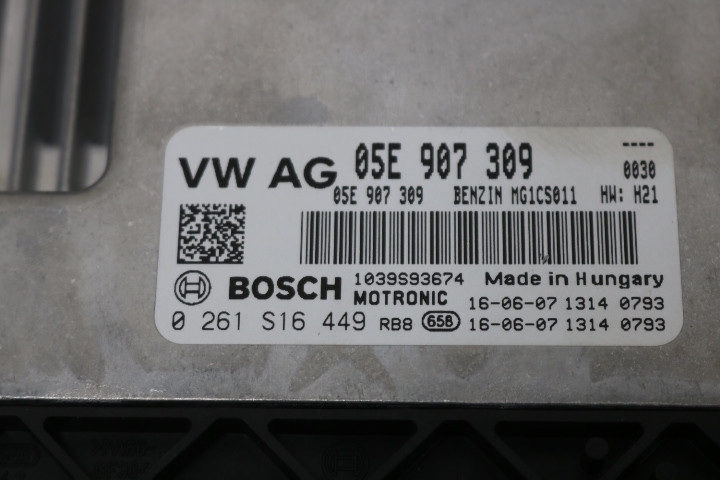 VW AG 05E 907 309 ----
0030
05E 907 309 BENZIN MG1CS011 HW: H21
BOSCH 1039S93674 Made in Hungary
MOTRONIC 16-06-07 1314 0793
0 261 S16 449 RB8 658 16-06-07 1314 0793